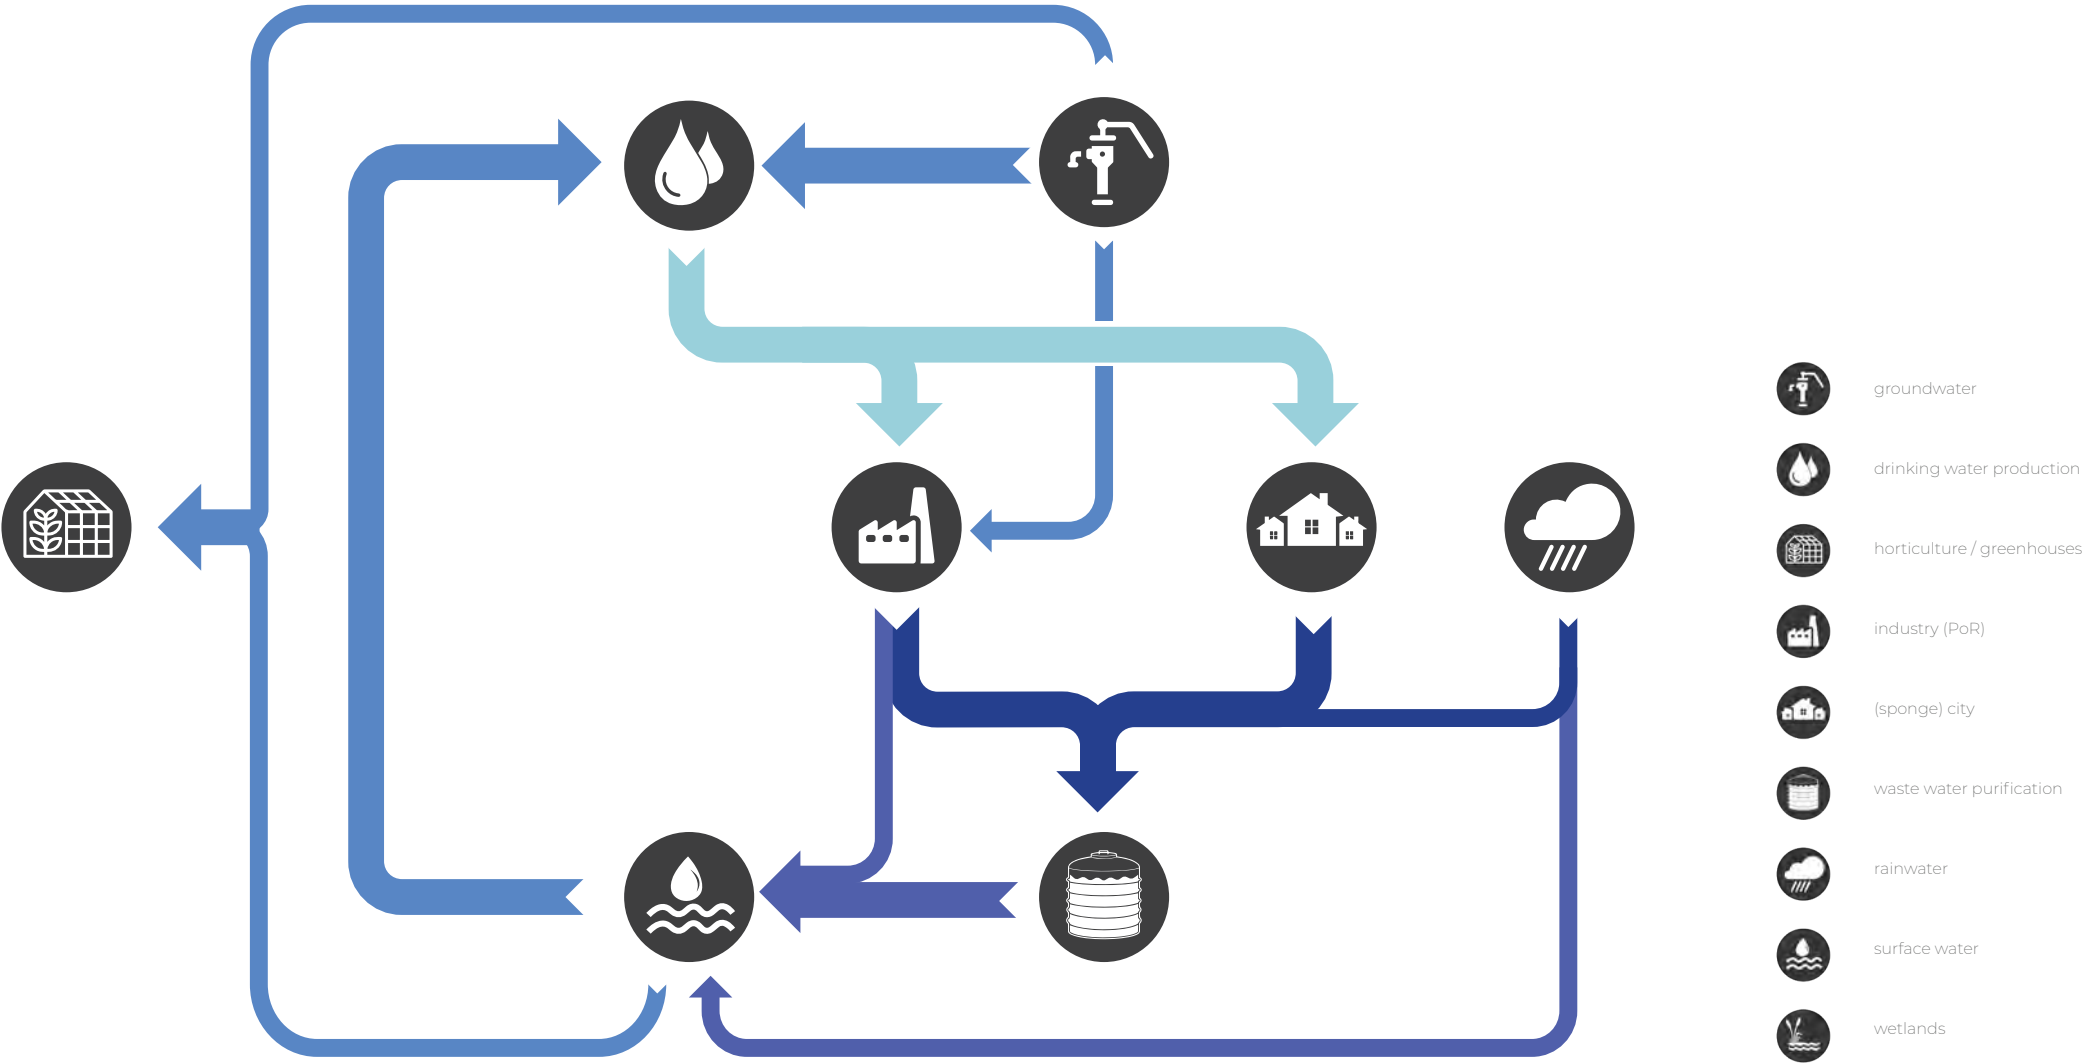 groundwater
drinking water production
horticulture / greenhouses
industry (PoR)
(sponge) city
waste water purification
rainwater
surface water
wetlands